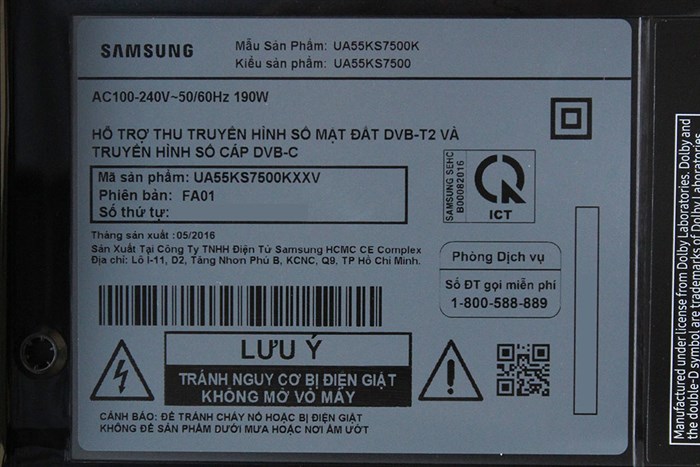 SAMSUNG
Mẫu Sản Phẩm: UA55KS7500K
Kiểu sản phẩm: UA55KS7500
AC100-240V~50/60Hz 190W
HỖ TRỢ THU TRUYỀN HÌNH SỐ MẶT ĐẤT DVB-T2 VÀ
TRUYỀN HÌNH SỐ CÁP DVB-C
Mã sản phẩm: UA55KS7500KXXV
Phiên bản: FA01
Số thứ tự:
SAMSUNG SEHC
B00082016
ICT
Tháng sản xuất :05/2016
Sản Xuất Tại Công Ty TNHH Điện Tử Samsung HCMC CE Complex
Địa chỉ: Lô I-11, D2, Tăng Nhơn Phú B, KCNC, Q9, TP Hồ Chí Minh.
Phòng Dịch vụ
Số ĐT gọi miễn phí
1-800-588-889
LƯU Ý
TRÁNH NGUY CƠ BỊ ĐIỆN GIẬT
KHÔNG MỞ VỎ MÁY
CẢNH BÁO: ĐỂ TRÁNH CHÁY NỔ HOẶC BỊ ĐIỆN GIẬT
KHÔNG ĐỂ SẢN PHẨM DƯỚI MƯA HOẶC NƠI ẨM ƯỚT
Manufactured under license from Dolby Laboratories. Dolby and
the double-D symbol are trademarks of Dolby Laboratories.